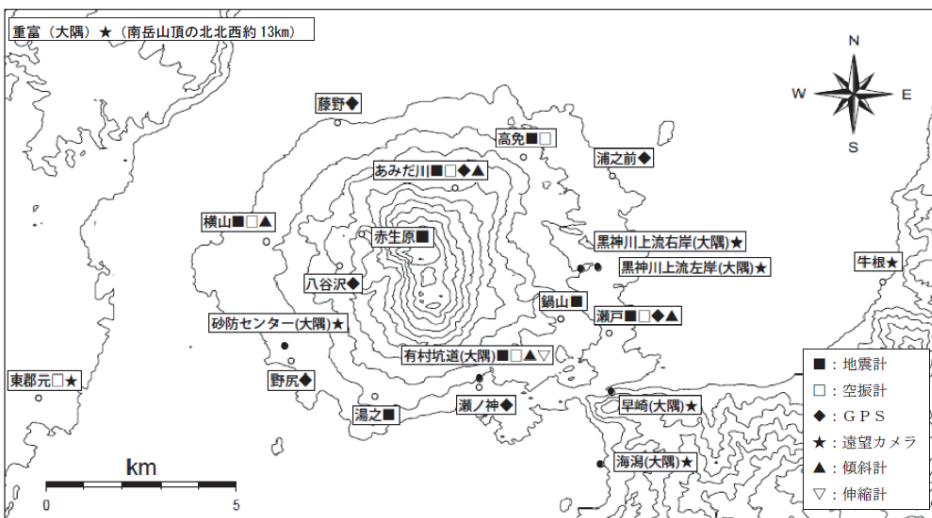 重富（大隅）★（南岳山頂の北北西約13km）
N
W
E
S
藤野◆
高免■□
浦之前◆
あみだ川■□◆▲
横山■□▲
赤生原■
黒神川上流右岸(大隅)★
黒神川上流左岸(大隅)★
牛根★
八谷沢◆
鍋山■
瀬戸■□◆▲
砂防センター(大隅)★
有村坑道(大隅)■□▲▽
東郡元□★
野尻◆
湯之■
瀬ノ神◆
早崎(大隅)★
海潟(大隅)★
km
0
5
■：地震計
□：空振計
◆：ＧＰＳ
★：遠望カメラ
▲：傾斜計
▽：伸縮計